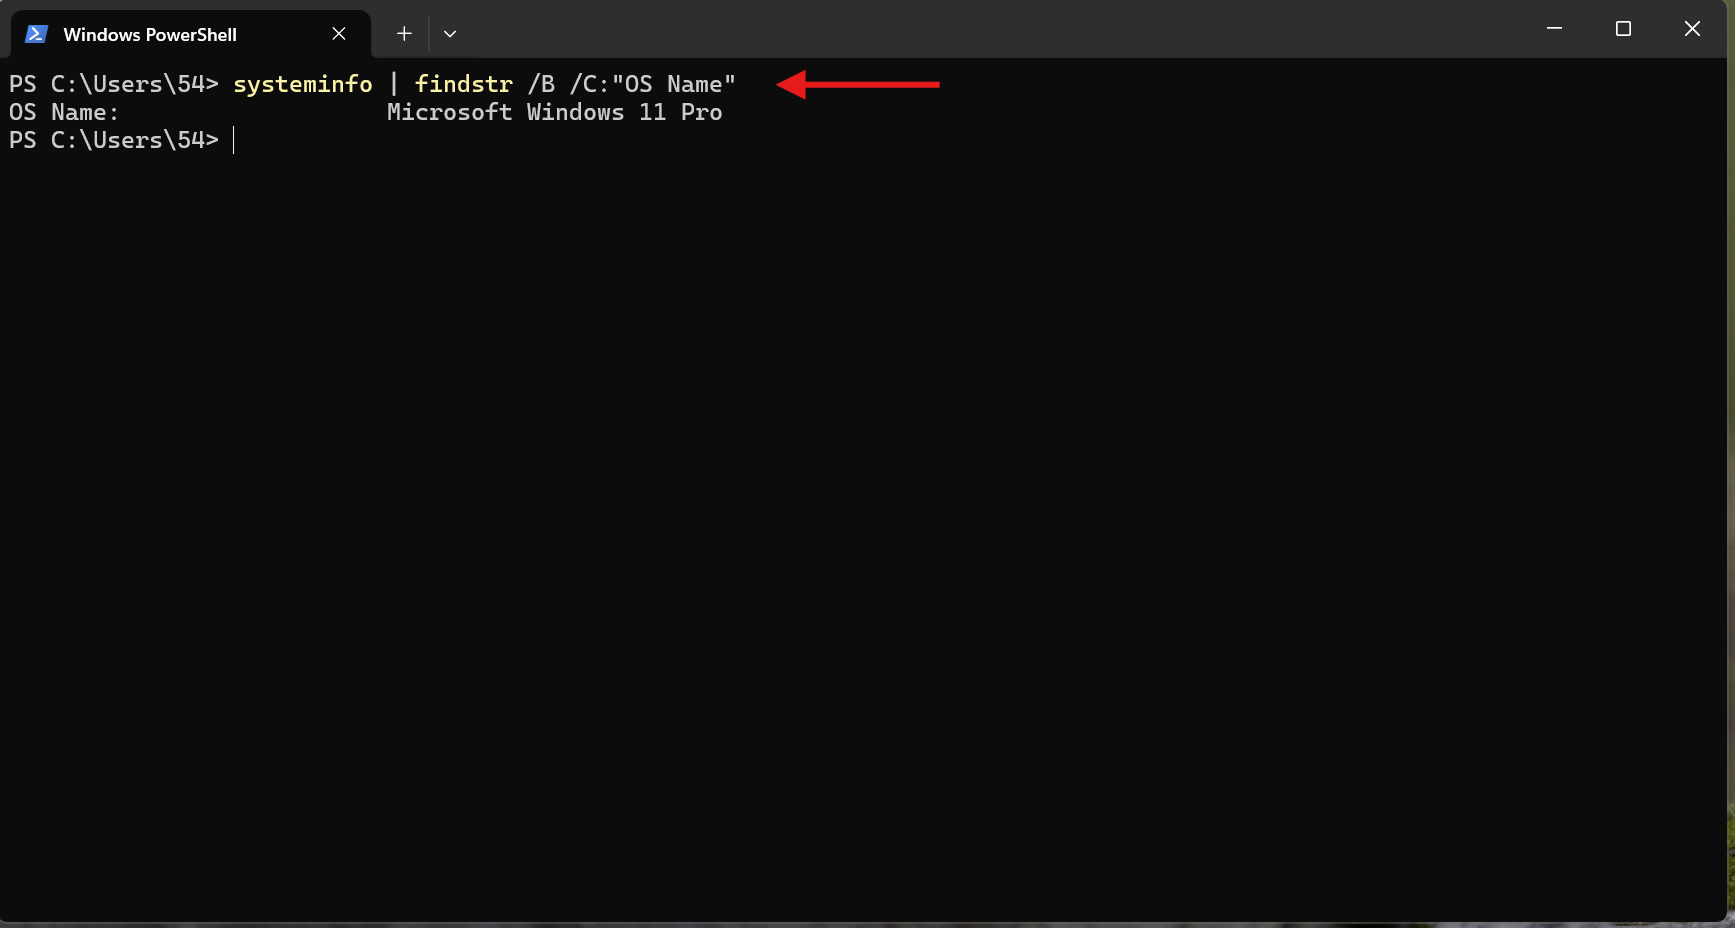 Windows PowerShell
PS C:\Users\54> systeminfo | findstr /B /C:"OS Name"
OS Name:                   Microsoft Windows 11 Pro
PS C:\Users\54>